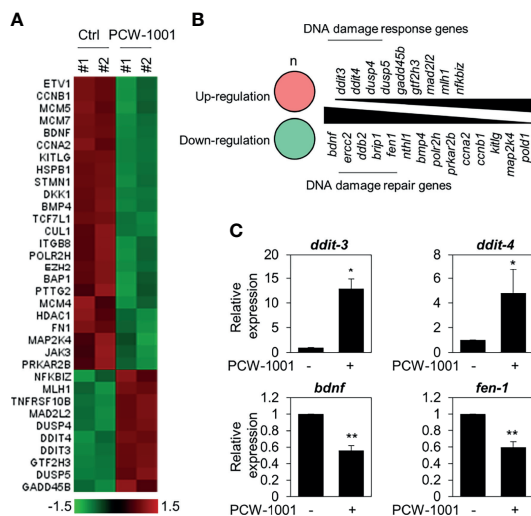 A
Ctrl PCW-1001
#1 #2 #1 #2
ETV1
CCNB1
MCM5
MCM7
BDNF
CCNA2
KITLG
HSPB1
STMN1
DKK1
BMP4
TCF7L1
CUL1
ITGB8
POLR2H
EZH2
BAP1
PTTG2
MCM4
HDAC1
FN1
MAP2K4
JAK3
PRKAR2B
NFKBIZ
MLH1
TNFRSF10B
MAD2L2
DUSP4
DDIT4
DDIT3
GTF2H3
DUSP5
GADD45B
-1.5 1.5
B
DNA damage response genes
n
ddit3
ddit4
dusp4
dusp5
gadd45b
gtf2h3
mad2l2
mlh1
nfkbiz
Up-regulation
Down-regulation
bdnf
ercc2
ddb2
brip1
fen1
nthl1
bmp4
polr2h
prkar2b
ccna2
ccnb1
kitlg
map2k4
pold1
DNA damage repair genes
C
ddit-3
Relative
expression
20
15
10
5
0
*
PCW-1001 - +
ddit-4
8
6
4
2
0
*
- +
bdnf
Relative
expression
1.2
1
0.8
0.6
0.4
0.2
0
**
PCW-1001 - +
fen-1
1.2
1
0.8
0.6
0.4
0.2
0
**
- +